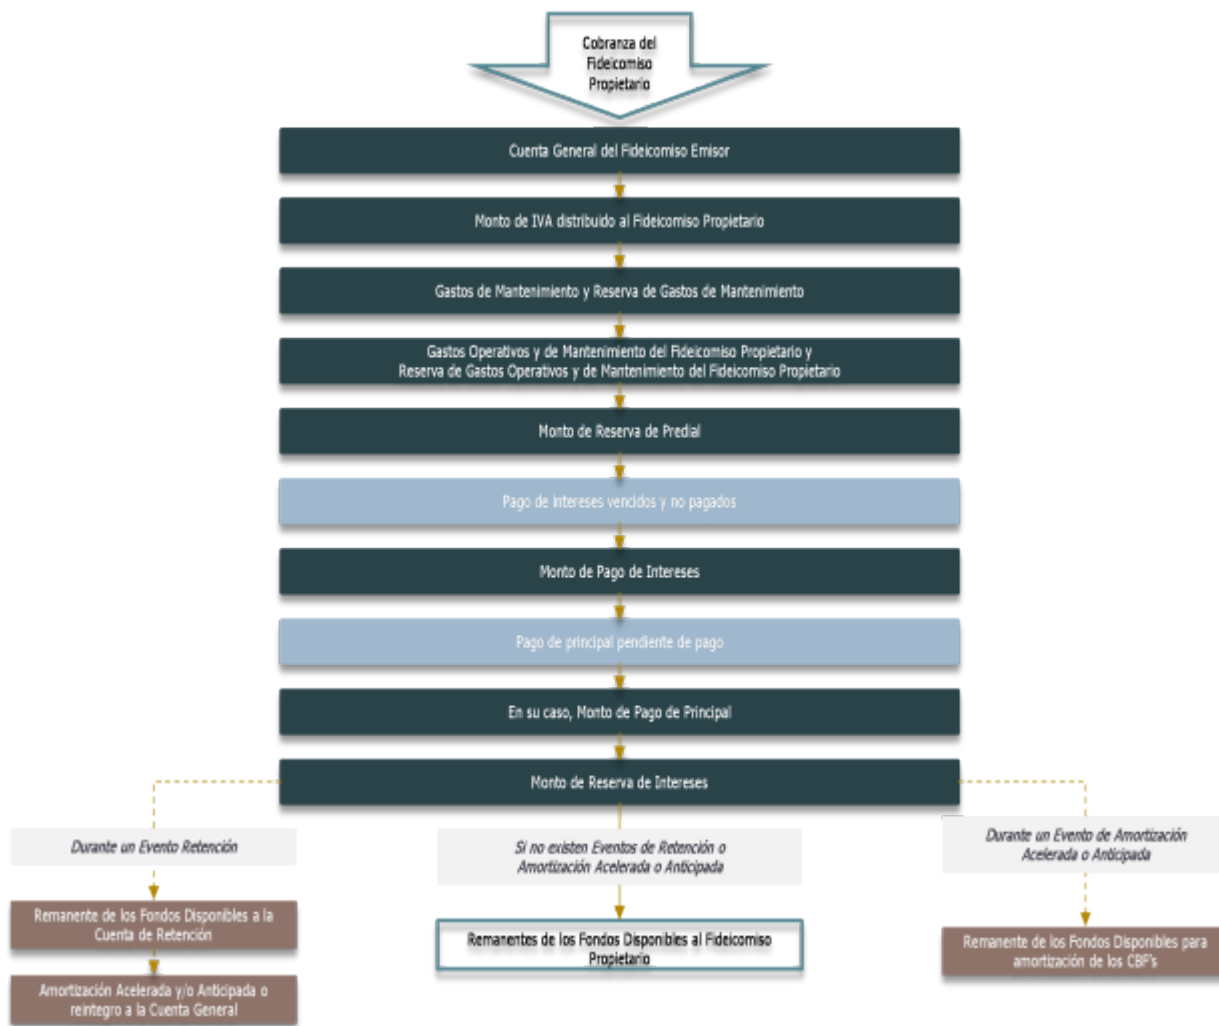 Cobranza del
Fideicomiso
Propietario
Cuenta General del Fideicomiso Emisor
Monto de IVA distribuido al Fideicomiso Propietario
Gastos de Mantenimiento y Reserva de Gastos de Mantenimiento
Gastos Operativos y de Mantenimiento del Fideicomiso Propietario y
Reserva de Gastos Operativos y de Mantenimiento del Fideicomiso Propietario
Monto de Reserva de Predial
Pago de intereses vencidos y no pagados
Monto de Pago de Intereses
Pago de principal pendiente de pago
En su caso, Monto de Pago de Principal
Monto de Reserva de Intereses
Durante un Evento Retención
Si no existen Eventos de Retención o
Amortización Acelerada o Anticipada
Durante un Evento de Amortización
Acelerada o Anticipada
Remanente de los Fondos Disponibles a la
Cuenta de Retención
Remanentes de los Fondos Disponibles al Fideicomiso
Propietario
Remanente de los Fondos Disponibles para
amortización de los CBF's
Amortización Acelerada y/o Anticipada o
reintegro a la Cuenta General